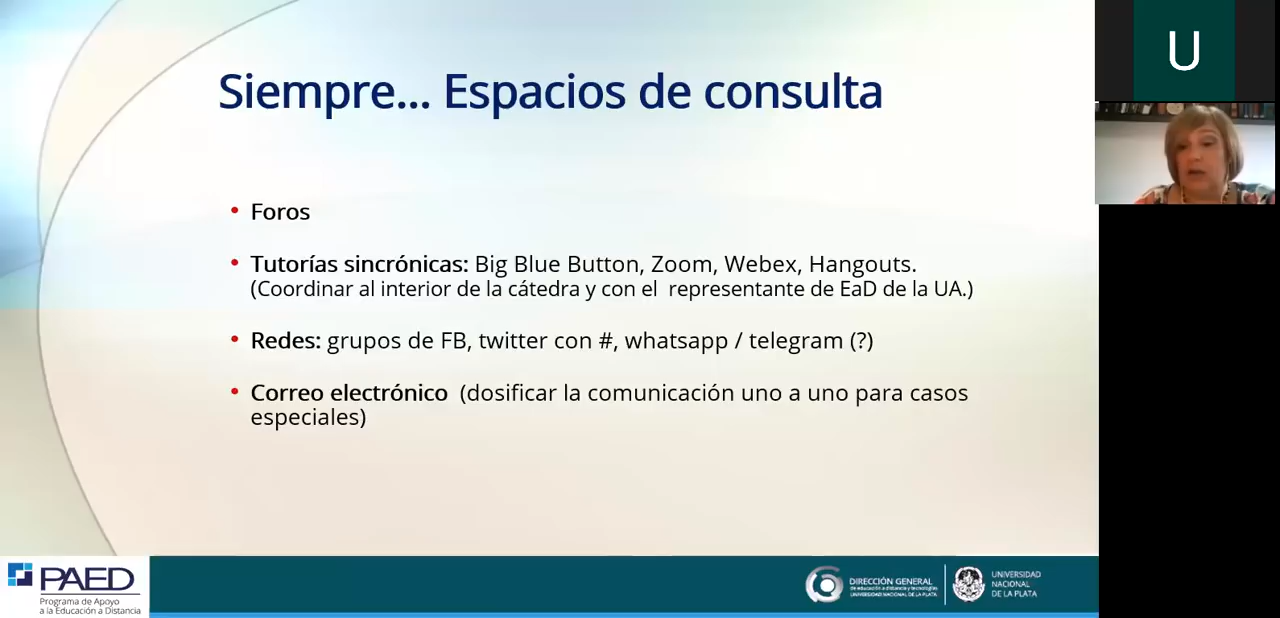 Siempre... Espacios de consulta
U
• Foros
• Tutorías sincrónicas: Big Blue Button, Zoom, Webex, Hangouts.
(Coordinar al interior de la cátedra y con el representante de EaD de la UA.)
• Redes: grupos de FB, twitter con #, whatsapp / telegram (?)
• Correo electrónico (dosificar la comunicación uno a uno para casos
especiales)
PAED
Programa de Apoyo
a la Educación a Distancia
DIRECCIÓN GENERAL
de educación a distancia y tecnologías
UNIVERSIDAD NACIONAL DE LA PLATA
UNIVERSIDAD
NACIONAL
DE LA PLATA